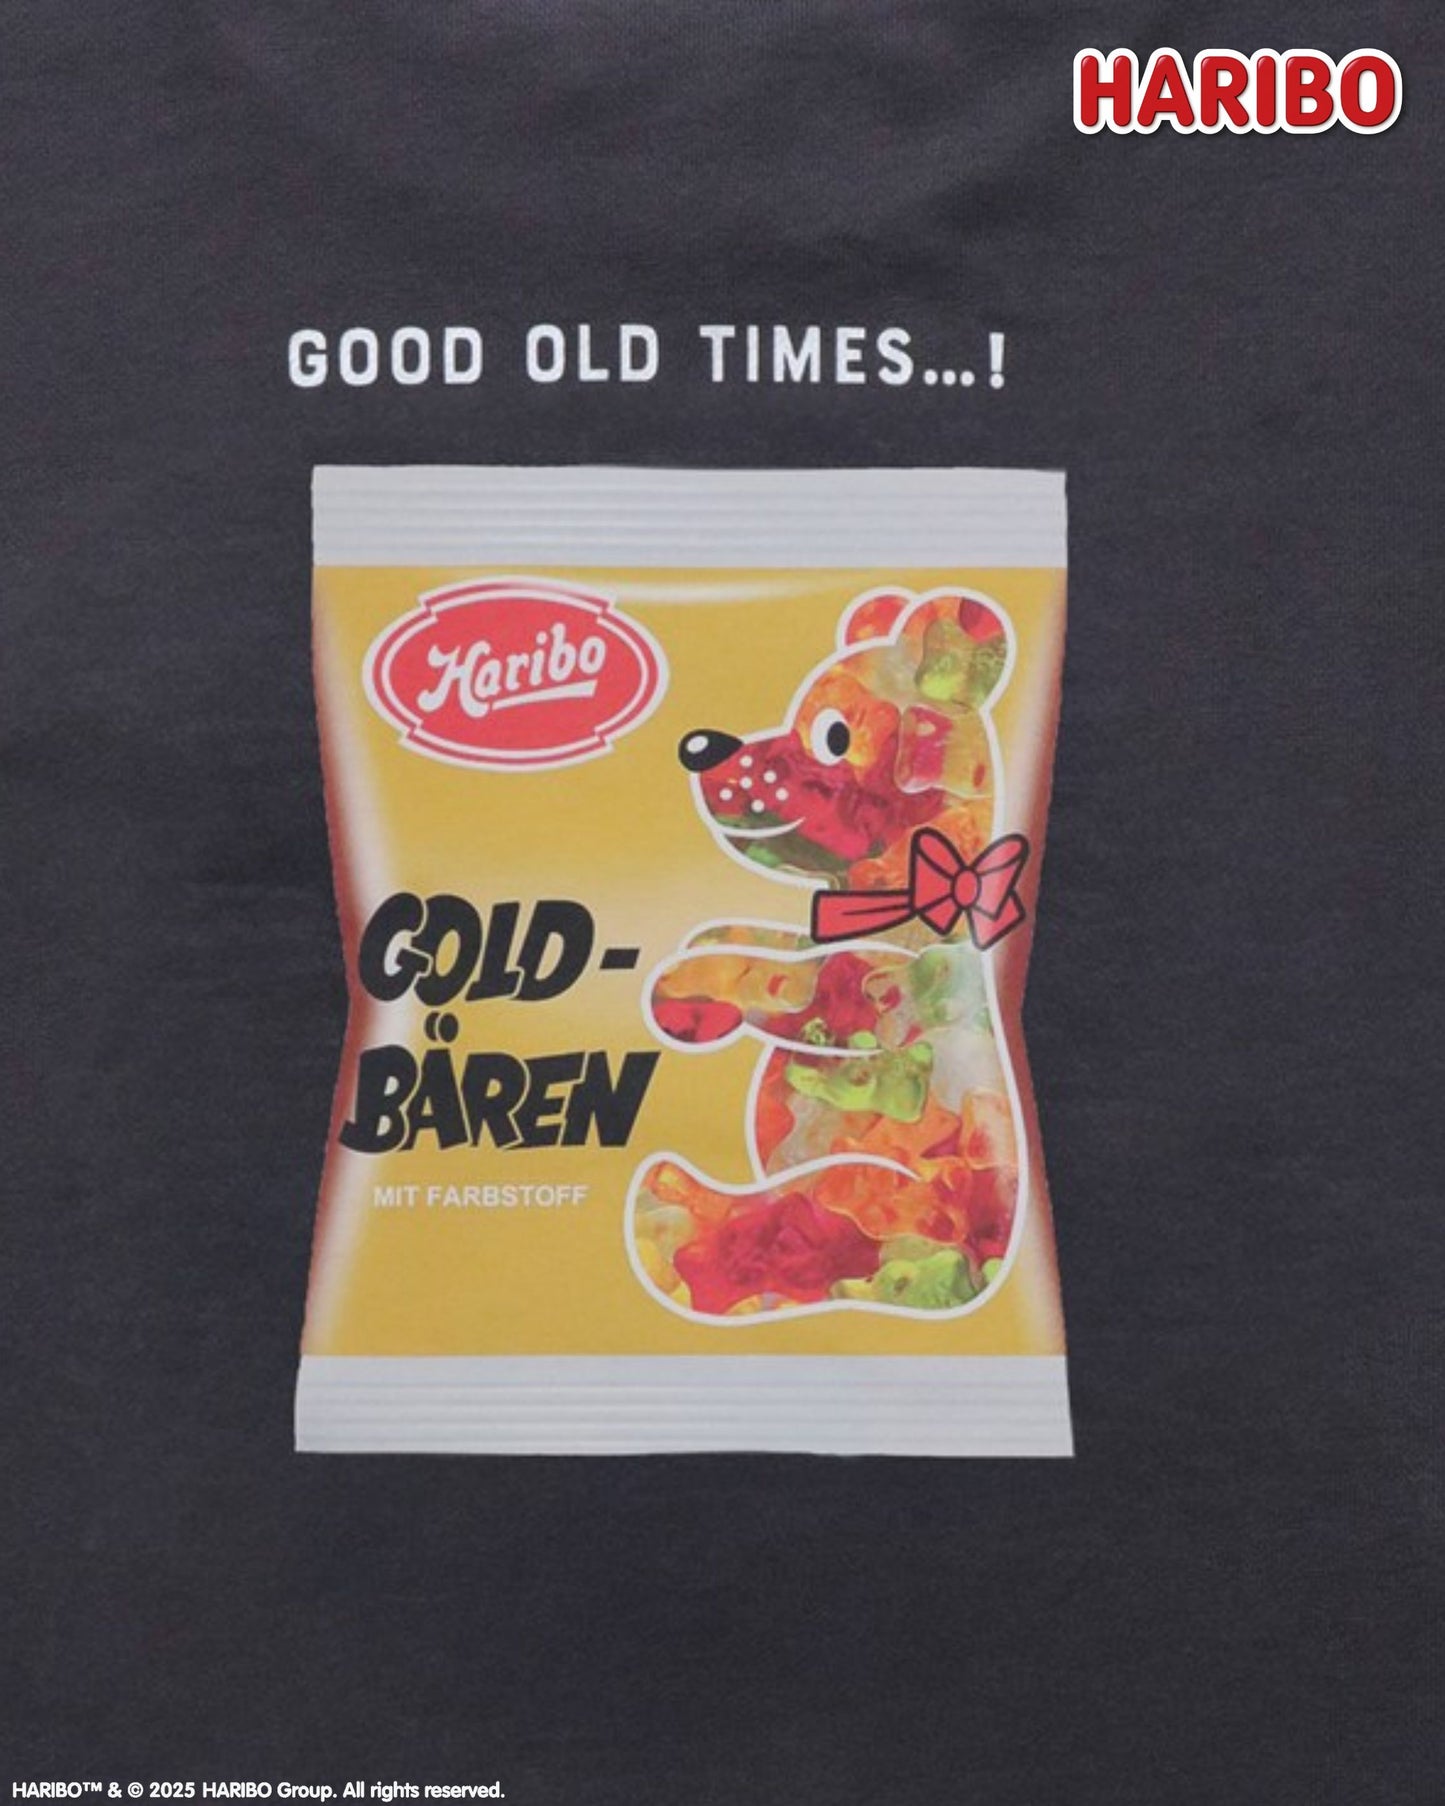 HARIBO
GOOD OLD TIMES...!
Haribo
GOLD-
BÄREN
MIT FARBSTOFF
HARIBO™ & © 2025 HARIBO Group. All rights reserved.